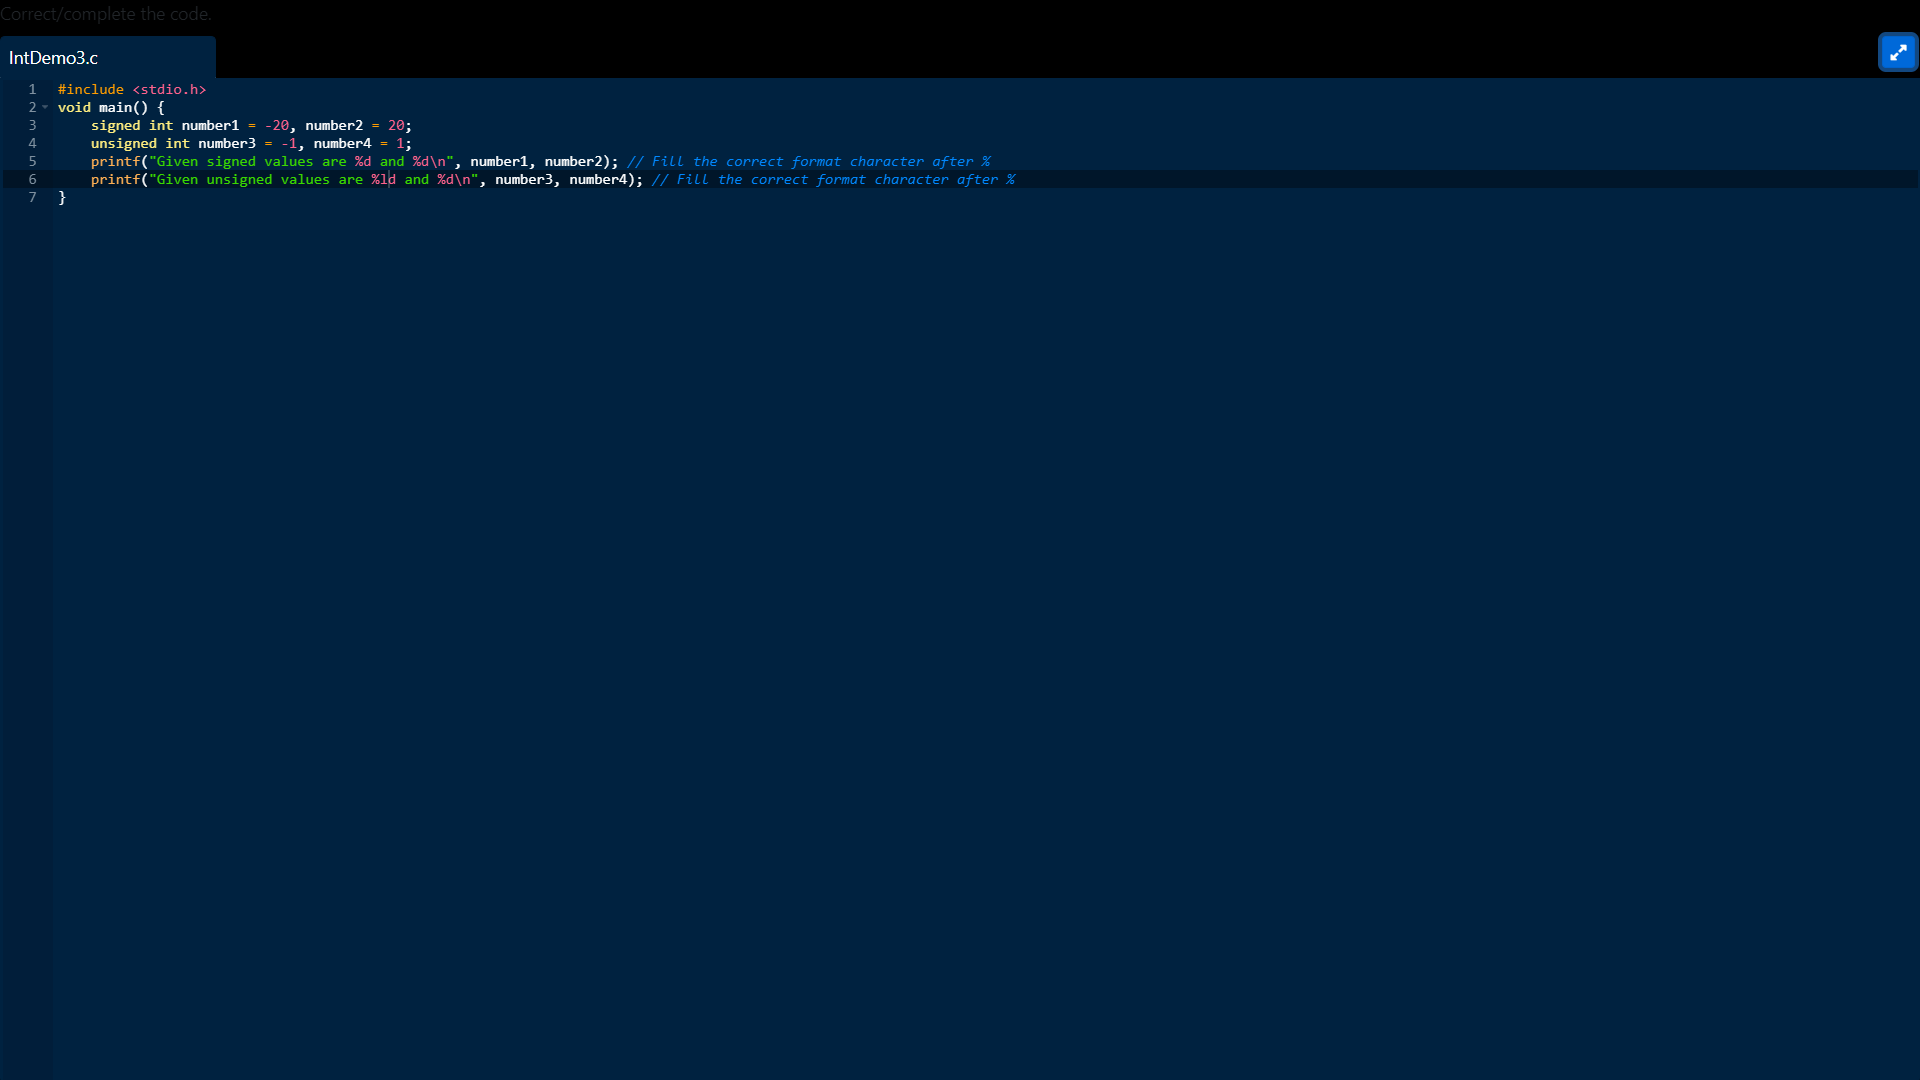 Correct/complete the code.
IntDemo3.c
1 #include <stdio.h>
2 void main() {
3 signed int number1 = -20, number2 = 20;
4 unsigned int number3 = -1, number4 = 1;
5 printf("Given signed values are %d and %d\n", number1, number2); // Fill the correct format character after %
6 printf("Given unsigned values are %ld and %d\n", number3, number4); // Fill the correct format character after %
7 }